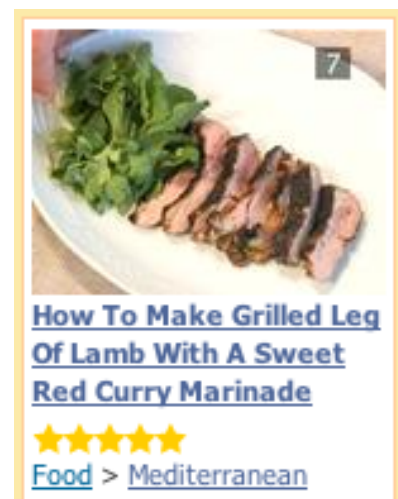 7
How To Make Grilled Leg
Of Lamb With A Sweet
Red Curry Marinade
Food > Mediterranean